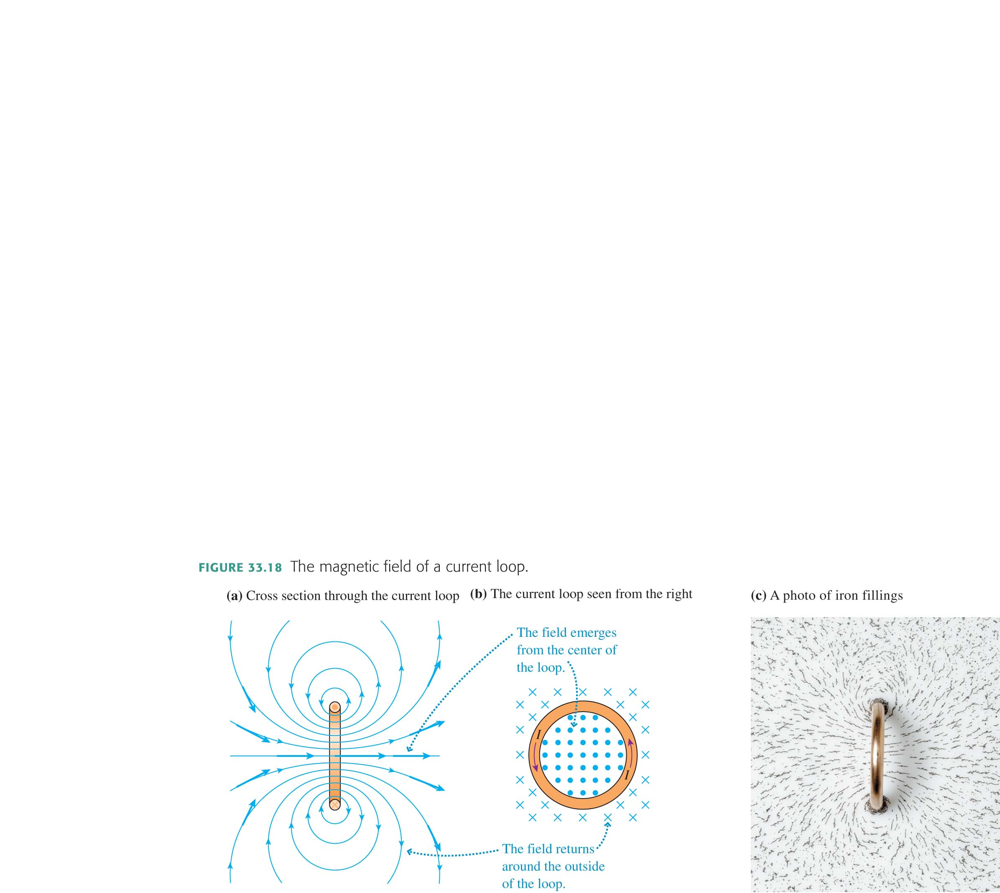 FIGURE 33.18 The magnetic field of a current loop.
(a) Cross section through the current loop
(b) The current loop seen from the right
(c) A photo of iron fillings
The field emerges
from the center of
the loop.
I
I
The field returns
around the outside
of the loop.